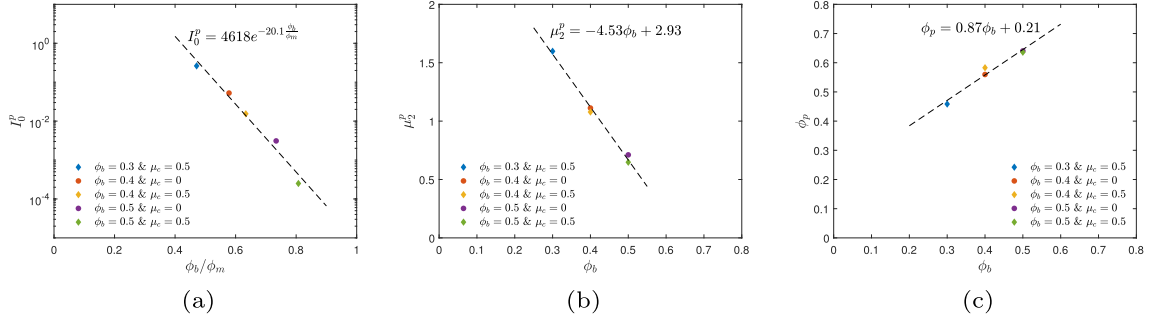 I_0^p = 4618e^{-20.1 \frac{\phi_b}{\phi_m}}
10^0
10^{-2}
10^{-4}
I_0^p
ϕ_b = 0.3 & μ_c = 0.5
ϕ_b = 0.4 & μ_c = 0
ϕ_b = 0.4 & μ_c = 0.5
ϕ_b = 0.5 & μ_c = 0
ϕ_b = 0.5 & μ_c = 0.5
0 0.2 0.4 0.6 0.8 1
ϕ_b/ϕ_m
(a)
μ_2^p = −4.53ϕ_b + 2.93
2
1.5
1
0.5
0
μ_2^p
ϕ_b = 0.3 & μ_c = 0.5
ϕ_b = 0.4 & μ_c = 0
ϕ_b = 0.4 & μ_c = 0.5
ϕ_b = 0.5 & μ_c = 0
ϕ_b = 0.5 & μ_c = 0.5
0 0.1 0.2 0.3 0.4 0.5 0.6 0.7 0.8
ϕ_b
(b)
ϕ_p = 0.87ϕ_b + 0.21
0.8
0.7
0.6
0.5
0.4
0.3
0.2
0.1
0
ϕ_p
ϕ_b = 0.3 & μ_c = 0.5
ϕ_b = 0.4 & μ_c = 0
ϕ_b = 0.4 & μ_c = 0.5
ϕ_b = 0.5 & μ_c = 0
ϕ_b = 0.5 & μ_c = 0.5
0 0.1 0.2 0.3 0.4 0.5 0.6 0.7 0.8
ϕ_b
(c)